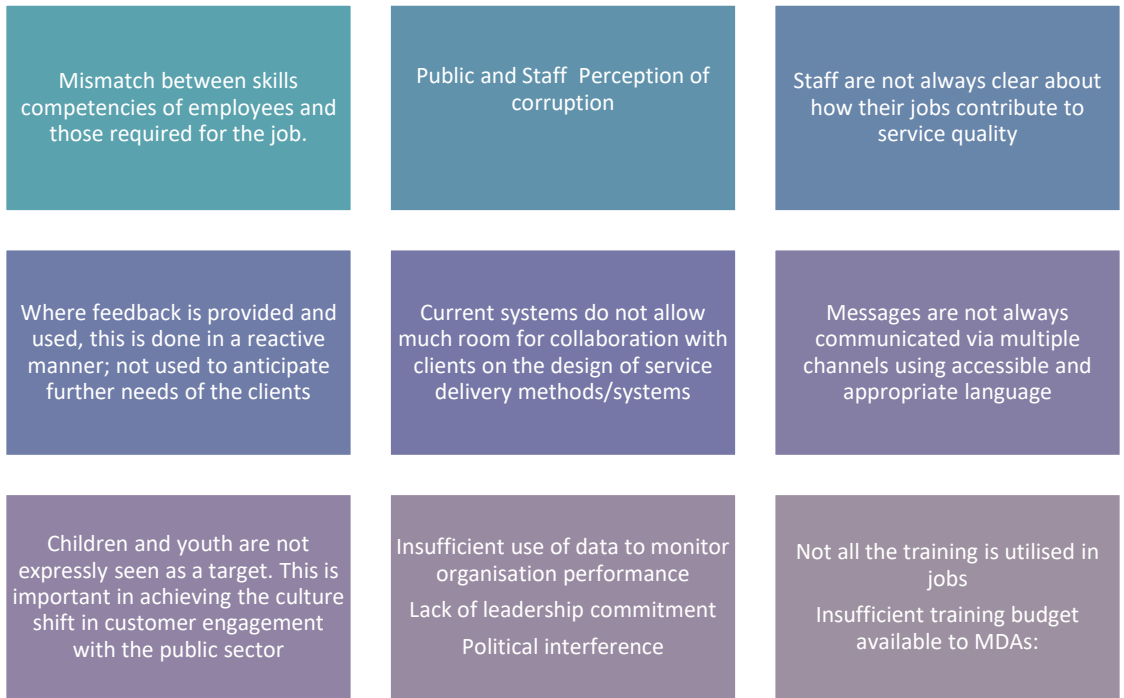 Mismatch between skills
competencies of employees and
those required for the job.
Public and Staff  Perception of
corruption
Staff are not always clear about
how their jobs contribute to
service quality
Where feedback is provided and
used, this is done in a reactive
manner; not used to anticipate
further needs of the clients
Current systems do not allow
much room for collaboration with
clients on the design of service
delivery methods/systems
Messages are not always
communicated via multiple
channels using accessible and
appropriate language
Children and youth are not
expressly seen as a target. This is
important in achieving the culture
shift in customer engagement
with the public sector
Insufficient use of data to monitor
organisation performance
Lack of leadership commitment
Political interference
Not all the training is utilised in
jobs
Insufficient training budget
available to MDAs: